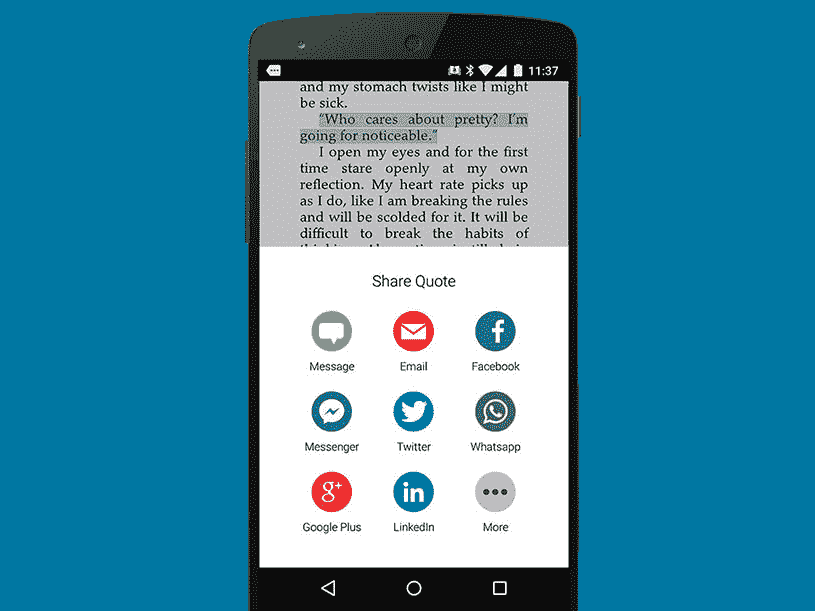 11:37
and my stomach twists like I might
be sick.
"Who cares about pretty? I'm
going for noticeable."
I open my eyes and for the first
time stare openly at my own
reflection. My heart rate picks up
as I do, like I am breaking the rules
and will be scolded for it. It will be
difficult to break the habits of
Share Quote
Message Email Facebook
Messenger Twitter Whatsapp
g+ in
Google Plus LinkedIn More